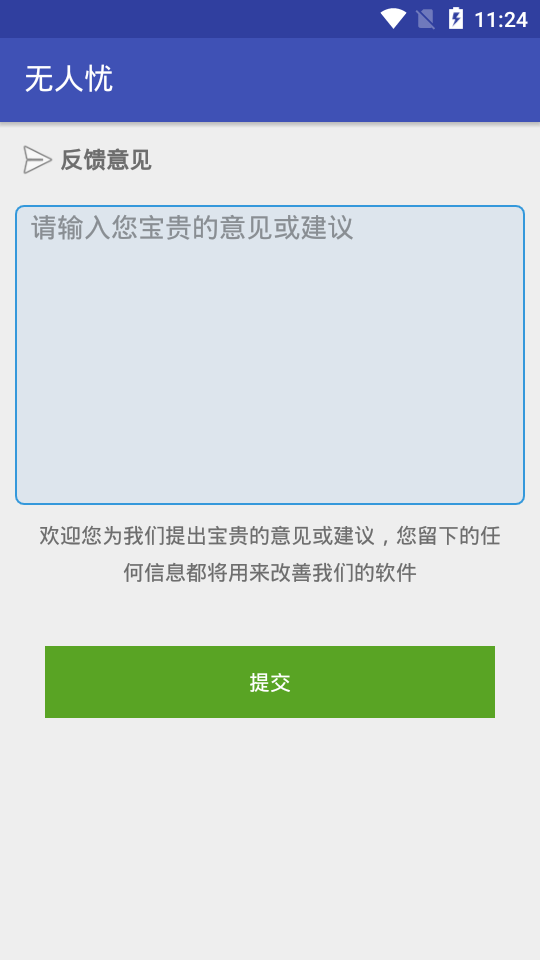 11:24
无人忧
反馈意见
请输入您宝贵的意见或建议
欢迎您为我们提出宝贵的意见或建议，您留下的任
何信息都将用来改善我们的软件
提交